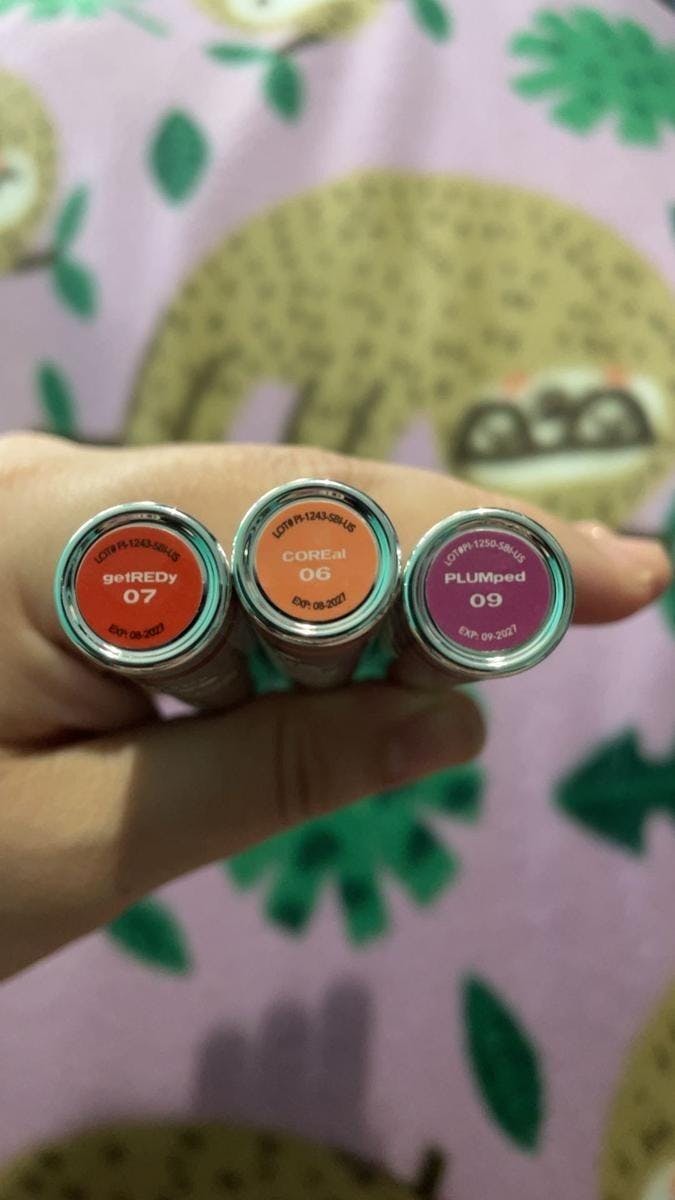 LOT# PI-1243-SBI-US
getREDy
07
EXP: 08-2027
LOT# PI-1243-SBI-US
COREal
06
EXP: 08-2027
LOT# PI-1250-SBI-US
PLUMped
09
EXP: 09-2027